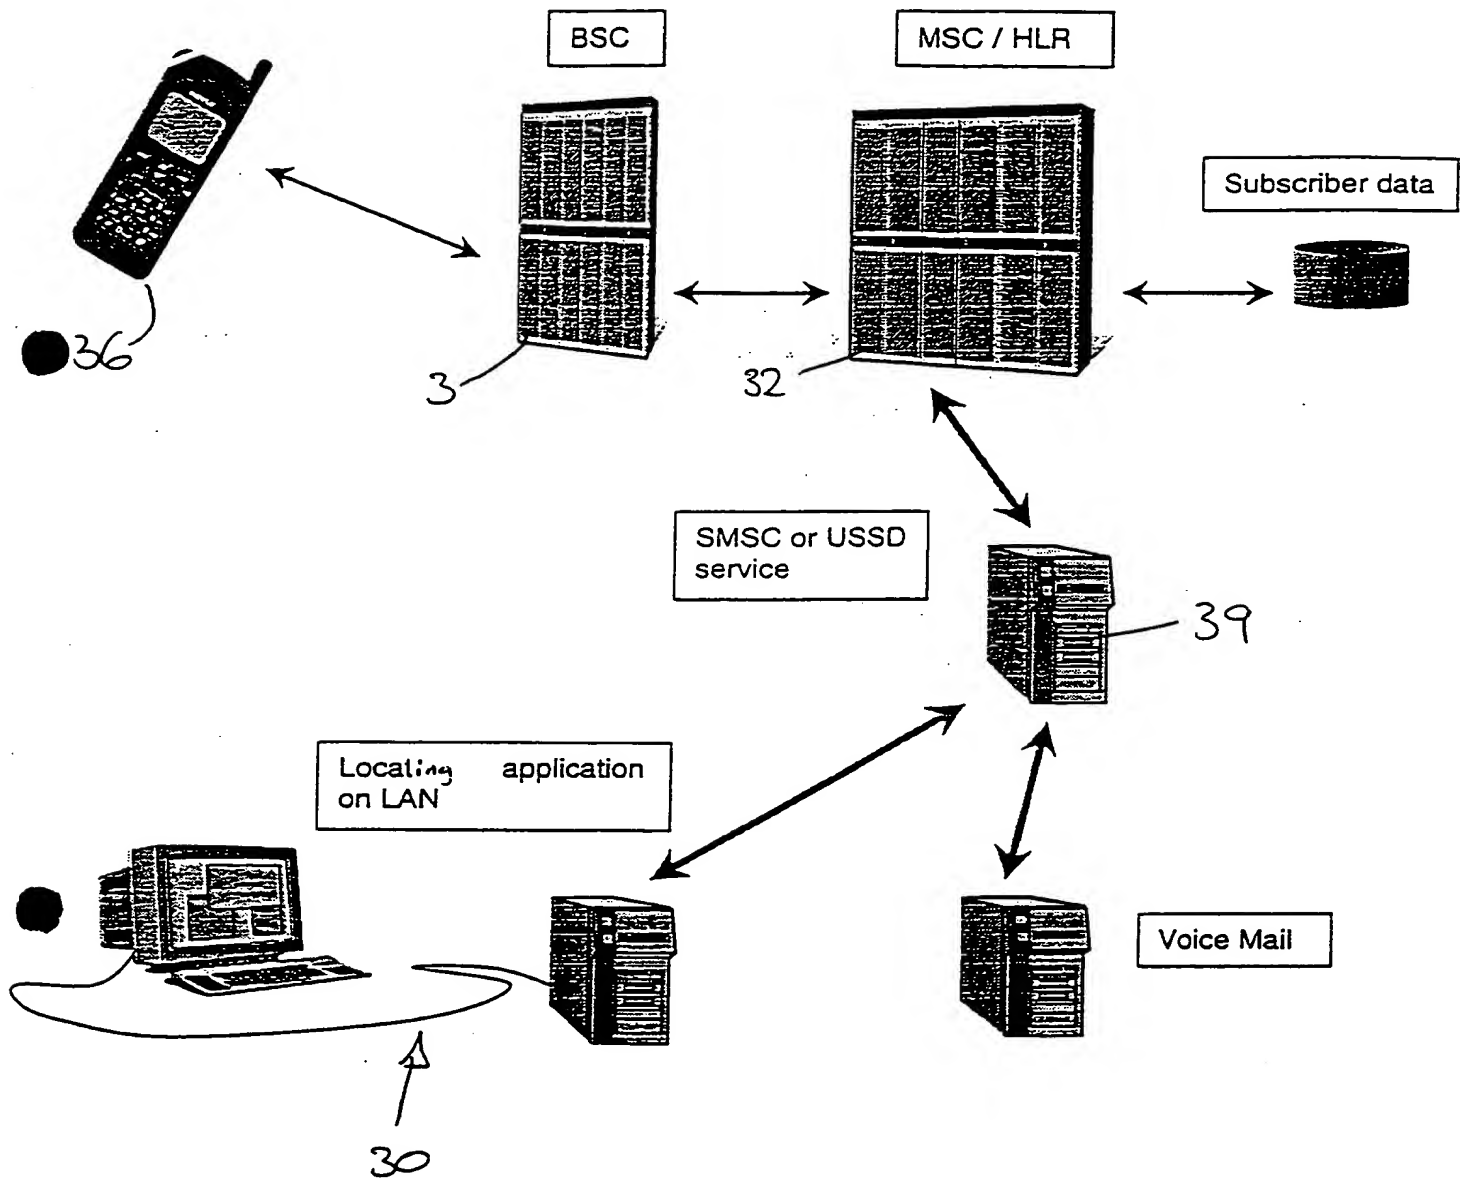 BSC
MSC / HLR
Subscriber data
36
3
32
SMSC or USSD
service
39
Locating application
on LAN
Voice Mail
30